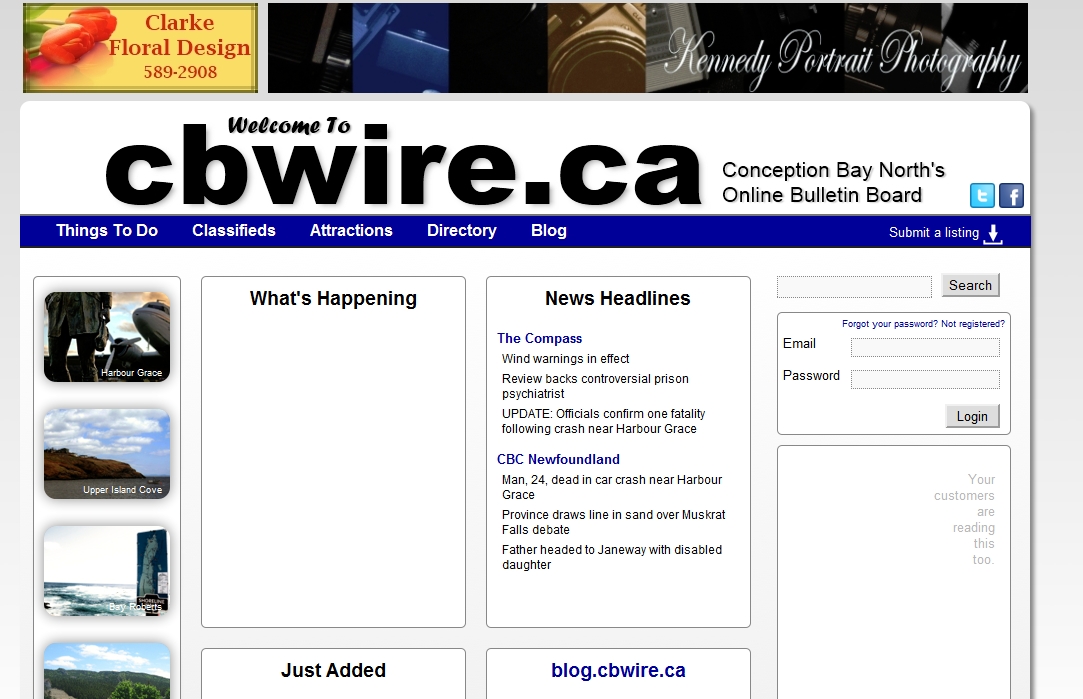 Clarke
Floral Design
589-2908
Kennedy Portrait Photography
Welcome To
cbwire.ca
Conception Bay North's
Online Bulletin Board
Things To Do
Classifieds
Attractions
Directory
Blog
Submit a listing
Harbour Grace
Upper Island Cove
Bay Roberts
SHORELINE
What's Happening
News Headlines
The Compass
Wind warnings in effect
Review backs controversial prison
psychiatrist
UPDATE: Officials confirm one fatality
following crash near Harbour Grace
CBC Newfoundland
Man, 24, dead in car crash near Harbour
Grace
Province draws line in sand over Muskrat
Falls debate
Father headed to Janeway with disabled
daughter
Search
Forgot your password? Not registered?
Email
Password
Login
Your
customers
are
reading
this
too.
Just Added
blog.cbwire.ca